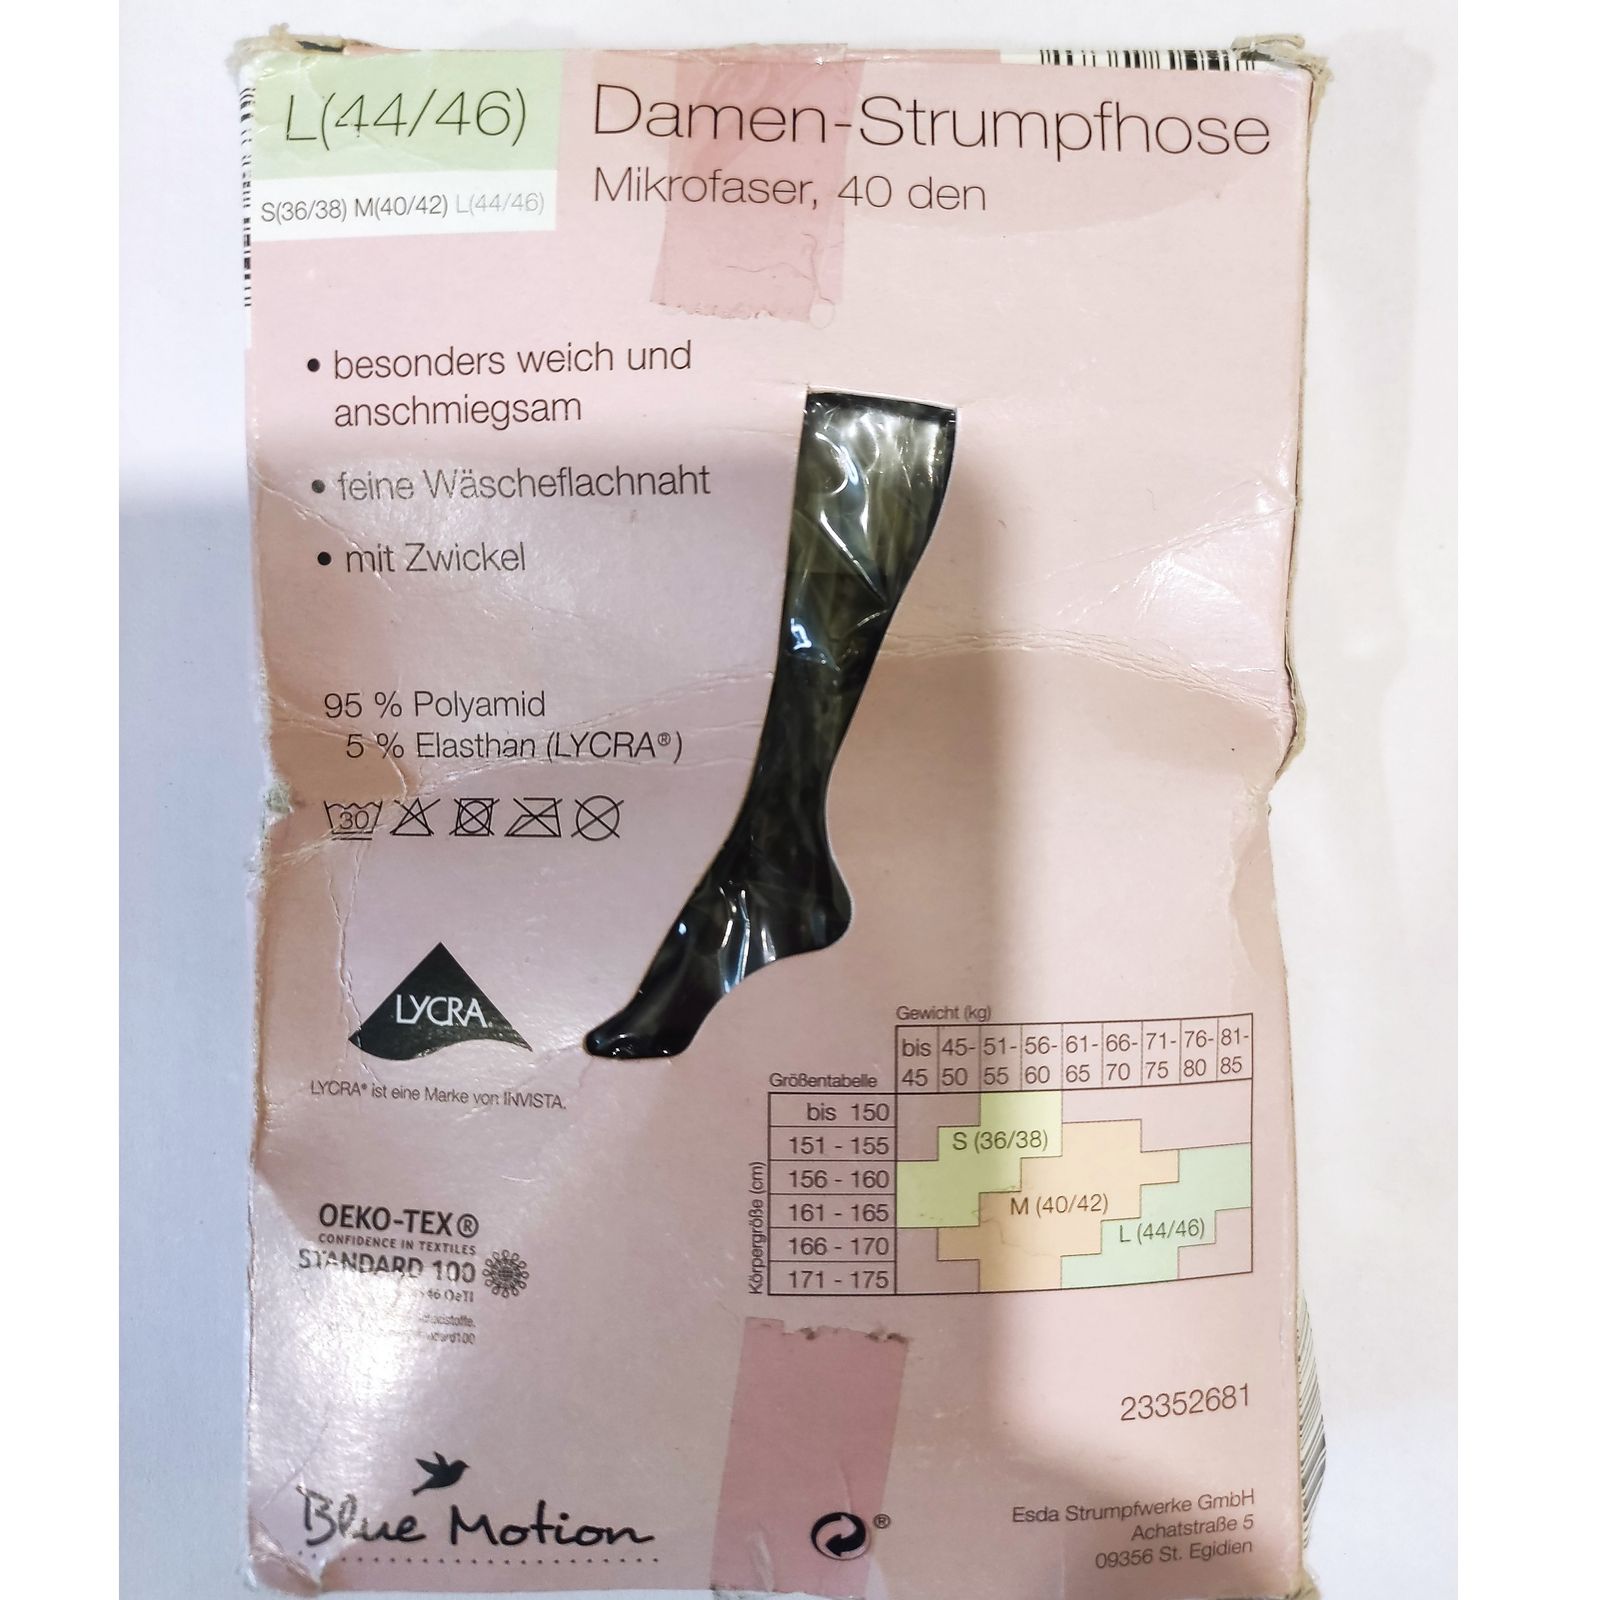 L(44/46)
S(36/38) M(40/42) L(44/46)
Damen-Strumpfhose
Mikrofaser, 40 den
• besonders weich und
anschmiegsam
• feine Wäscheflachnaht
• mit Zwickel
95 % Polyamid
5 % Elasthan (LYCRA®)
30
LYCRA®
LYCRA® ist eine Marke von INVISTA.
OEKO-TEX®
CONFIDENCE IN TEXTILES
STANDARD 100
Gewicht (kg)
bis 45- 51- 56- 61- 66- 71- 76- 81-
45 50 55 60 65 70 75 80 85
Größentabelle
Körpergröße (cm)
bis 150
151 - 155
156 - 160
161 - 165
166 - 170
171 - 175
S (36/38)
M (40/42)
L (44/46)
23352681
Blue Motion
®
Esda Strumpfwerke GmbH
Achatstraße 5
09356 St. Egidien